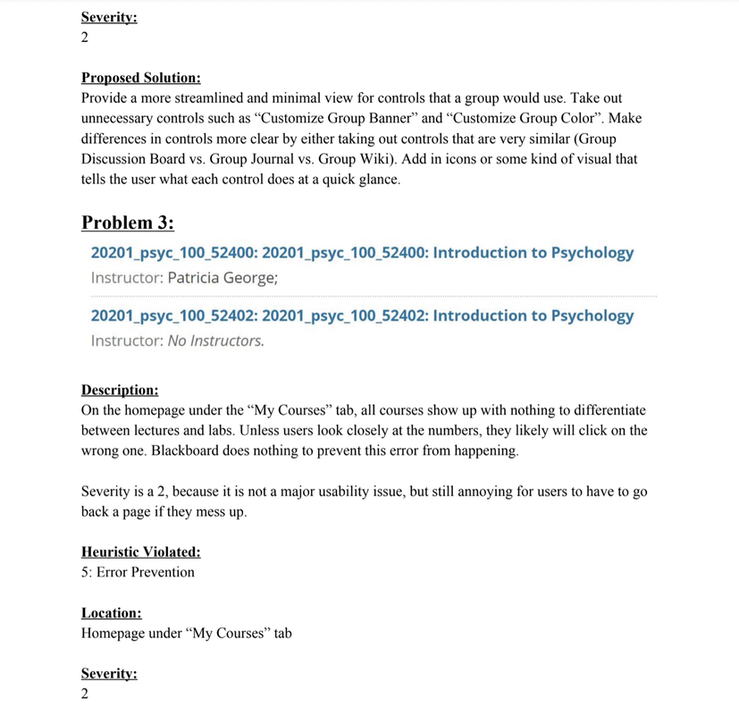 Severity:
2
Proposed Solution:
Provide a more streamlined and minimal view for controls that a group would use. Take out
unnecessary controls such as “Customize Group Banner” and “Customize Group Color”. Make
differences in controls more clear by either taking out controls that are very similar (Group
Discussion Board vs. Group Journal vs. Group Wiki). Add in icons or some kind of visual that
tells the user what each control does at a quick glance.
Problem 3:
20201_psyc_100_52400: 20201_psyc_100_52400: Introduction to Psychology
Instructor: Patricia George;
20201_psyc_100_52402: 20201_psyc_100_52402: Introduction to Psychology
Instructor: No Instructors.
Description:
On the homepage under the “My Courses” tab, all courses show up with nothing to differentiate
between lectures and labs. Unless users look closely at the numbers, they likely will click on the
wrong one. Blackboard does nothing to prevent this error from happening.
Severity is a 2, because it is not a major usability issue, but still annoying for users to have to go
back a page if they mess up.
Heuristic Violated:
5: Error Prevention
Location:
Homepage under “My Courses” tab
Severity:
2